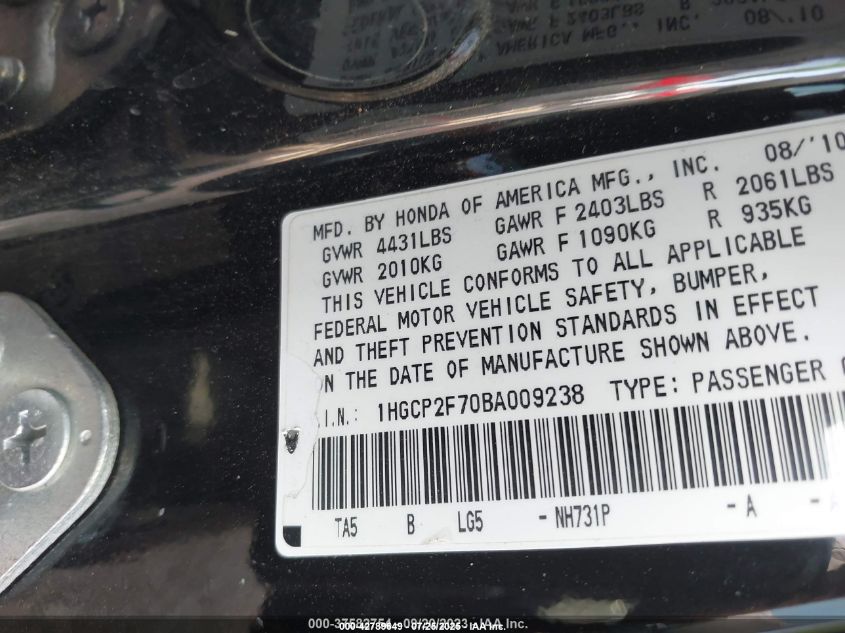 MFD. BY HONDA OF AMERICA MFG., INC. 08/'10
GVWR 4431LBS GAWR F 2403LBS R 2061LBS
GVWR 2010KG GAWR F 1090KG R 935KG
THIS VEHICLE CONFORMS TO ALL APPLICABLE
FEDERAL MOTOR VEHICLE SAFETY, BUMPER,
AND THEFT PREVENTION STANDARDS IN EFFECT
ON THE DATE OF MANUFACTURE SHOWN ABOVE.
I.N.: 1HGCP2F70BA009238 TYPE: PASSENGER
TA5 B LG5 - NH731P - A -